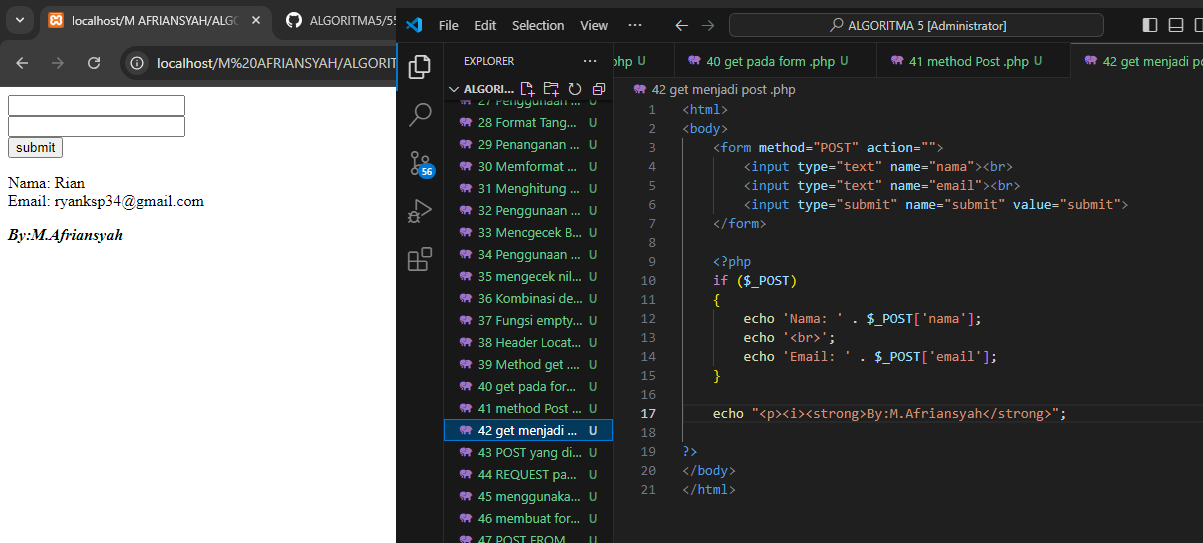 localhost/M AFRIANSYAH/ALGO
ALGORITMA5/55
localhost/M%20AFRIANSYAH/ALGORIT
submit
Nama: Rian
Email: ryanksp34@gmail.com
By:M.Afriansyah
File Edit Selection View ··· ALGORITMA 5 [Administrator]
EXPLORER ···
ALGORI...
56
27 Penggunaan ... U
28 Format Tang... U
29 Penanganan ... U
30 Memformat ... U
31 Menghitung ... U
32 Penggunaan ... U
33 Mencgecek B... U
34 Penggunaan ... U
35 mengecek nil... U
36 Kombinasi de... U
37 Fungsi empty... U
38 Header Locat... U
39 Method get .... U
40 get pada for... U
41 method Post ... U
42 get menjadi ... U
43 POST yang di... U
44 REQUEST pa... U
45 menggunaka... U
46 membuat for... U
47 POST FROM ... U
php U 40 get pada form .php U 41 method Post .php U 42 get menjadi po
42 get menjadi post .php
1 <html>
2 <body>
3 <form method="POST" action="">
4 <input type="text" name="nama"><br>
5 <input type="text" name="email"><br>
6 <input type="submit" name="submit" value="submit">
7 </form>
8
9 <?php
10 if ($_POST)
11 {
12 echo 'Nama: ' . $_POST['nama'];
13 echo '<br>';
14 echo 'Email: ' . $_POST['email'];
15 }
16
17 echo "<p><i><strong>By:M.Afriansyah</strong>";
18
19 ?>
20 </body>
21 </html>